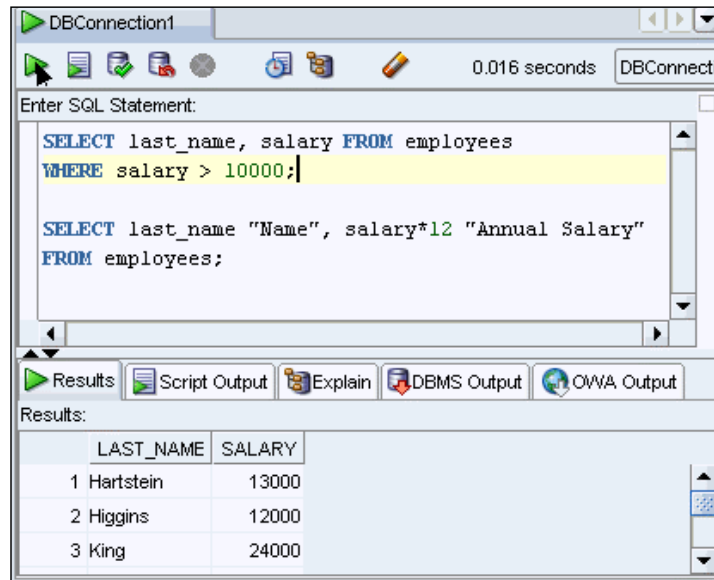 DBConnection1
0.016 seconds
DBConnect
Enter SQL Statement:
SELECT last_name, salary FROM employees
WHERE salary > 10000;
SELECT last_name "Name", salary*12 "Annual Salary"
FROM employees;
Results Script Output Explain DBMS Output OWA Output
Results:
LAST_NAME SALARY
1 Hartstein 13000
2 Higgins 12000
3 King 24000